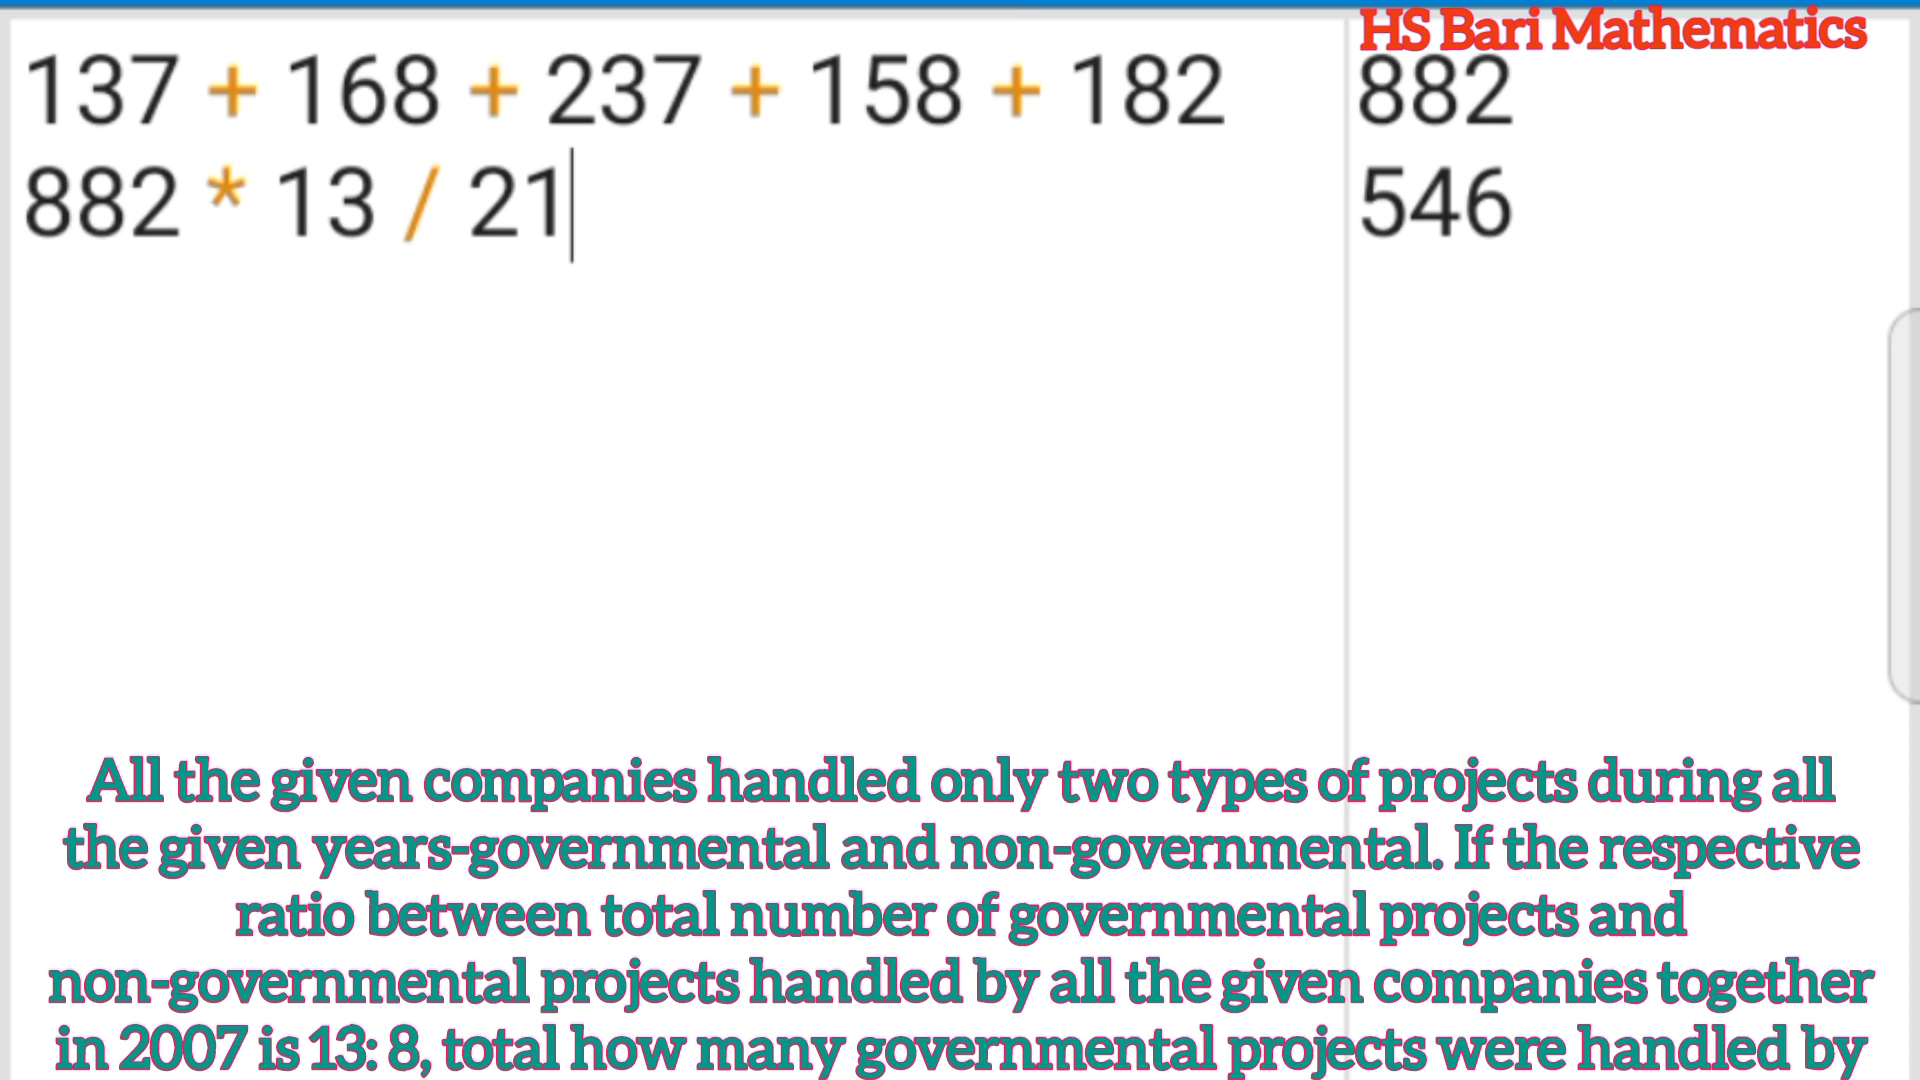 HS Bari Mathematics
137 + 168 + 237 + 158 + 182 882
882 * 13 / 21 546
All the given companies handled only two types of projects during all
the given years-governmental and non-governmental. If the respective
ratio between total number of governmental projects and
non-governmental projects handled by all the given companies together
in 2007 is 13: 8, total how many governmental projects were handled by